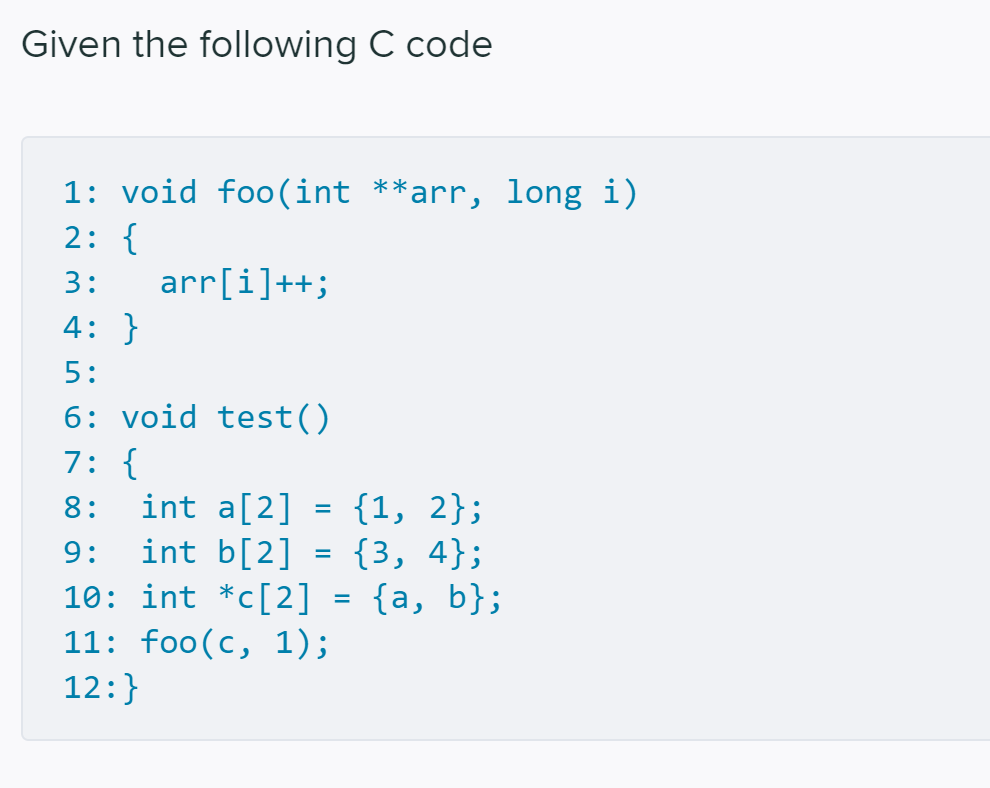 Given the following C code
1: void foo(int **arr, long i)
2: {
3:   arr[i]++;
4: }
5:
6: void test()
7: {
8:  int a[2] = {1, 2};
9:  int b[2] = {3, 4};
10: int *c[2] = {a, b};
11: foo(c, 1);
12:}